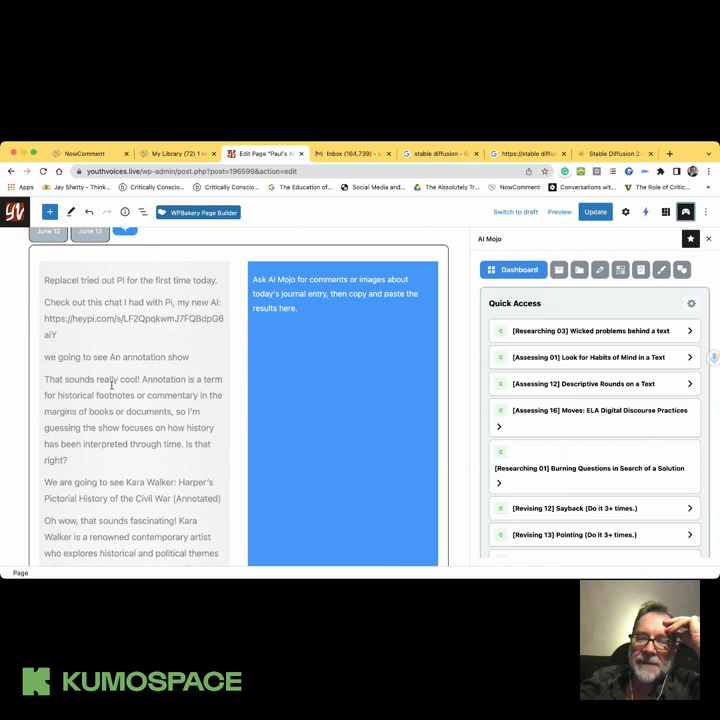 NowComment
My Library (72) 1 n
Edit Page "Paul's A
Inbox (164,739) - a
stable diffusion - G
https://stable diffus
Stable Diffusion 2-
youthvoices.live/wp-admin/post.php?post=196599&action=edit
Apps
Jay Shetty - Think...
Critically Conscio...
Critically Conscio...
The Education of...
Social Media and...
The Absolutely Tr...
NowComment
Conversations wit...
The Role of Critic...
WPBakery Page Builder
Switch to draft
Preview
Update
June 12
June 13
AI Mojo
Dashboard
Replacel tried out PI for the first time today.
Check out this chat I had with Pi, my new AI:
https://heypi.com/s/LF2QpqkwmJ7FQBdpG6
aiY
we going to see An annotation show
That sounds really cool! Annotation is a term
for historical footnotes or commentary in the
margins of books or documents, so I'm
guessing the show focuses on how history
has been interpreted through time. Is that
right?
We are going to see Kara Walker: Harper's
Pictorial History of the Civil War (Annotated)
Oh wow, that sounds fascinating! Kara
Walker is a renowned contemporary artist
who explores historical and political themes
Ask AI Mojo for comments or images about
today's journal entry, then copy and paste the
results here.
Quick Access
C [Researching 03] Wicked problems behind a text
C [Assessing 01] Look for Habits of Mind in a Text
C [Assessing 12] Descriptive Rounds on a Text
C [Assessing 16] Moves: ELA Digital Discourse Practices
C
[Researching 01] Burning Questions in Search of a Solution
C [Revising 12] Sayback (Do it 3+ times.)
C [Revising 13] Pointing (Do it 3+ times.)
Page
KUMOSPACE